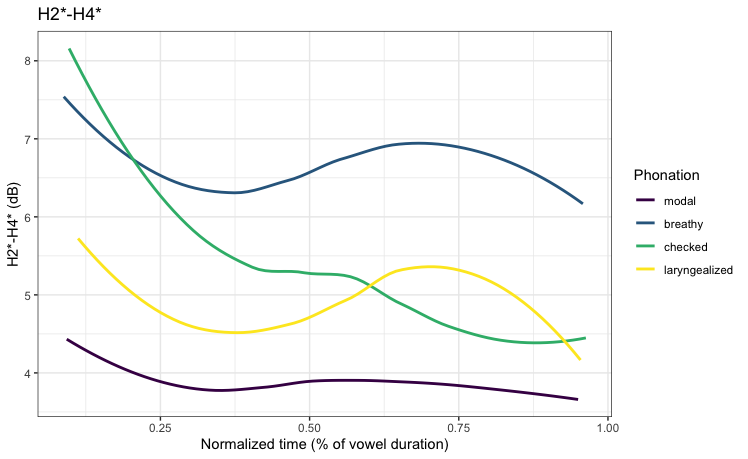 H2*-H4*
H2*-H4* (dB)
8
7
6
5
4
0.25
0.50
0.75
1.00
Normalized time (% of vowel duration)
Phonation
modal
breathy
checked
laryngealized